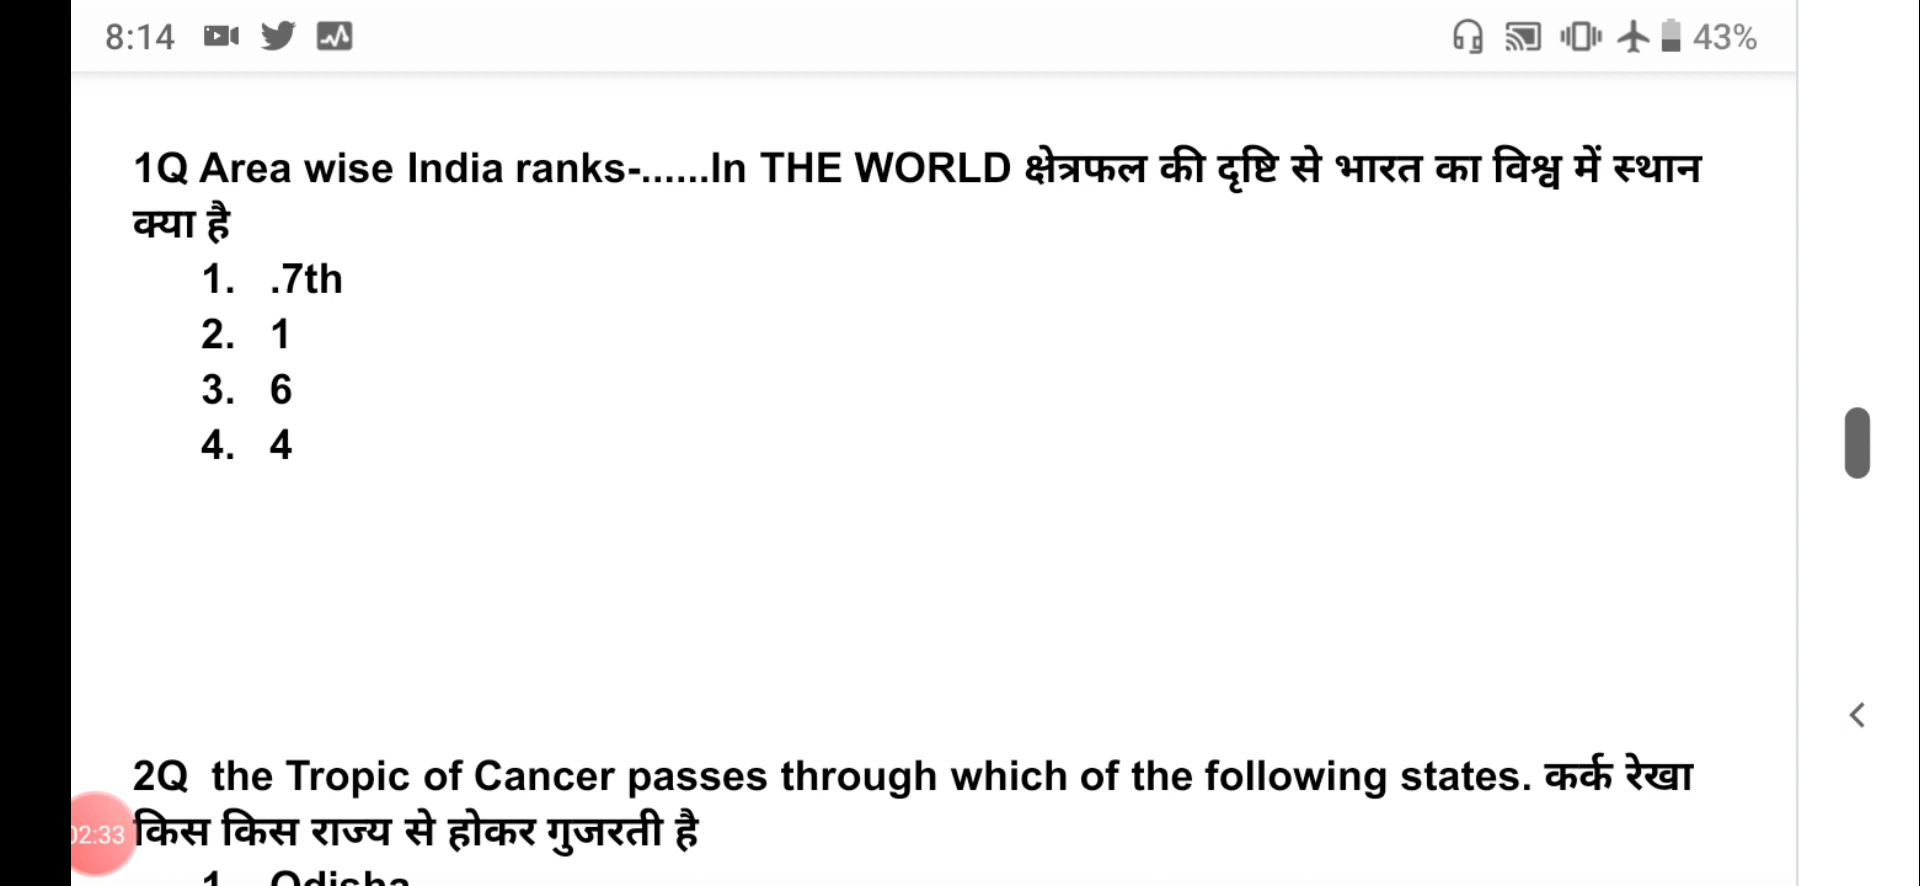 8:14
43%
1Q Area wise India ranks-......In THE WORLD क्षेत्रफल की दृष्टि से भारत का विश्व में स्थान
क्या है
1. .7th
2. 1
3. 6
4. 4
2Q the Tropic of Cancer passes through which of the following states. कर्क रेखा
02:33 किस किस राज्य से होकर गुजरती है
1 Odisha